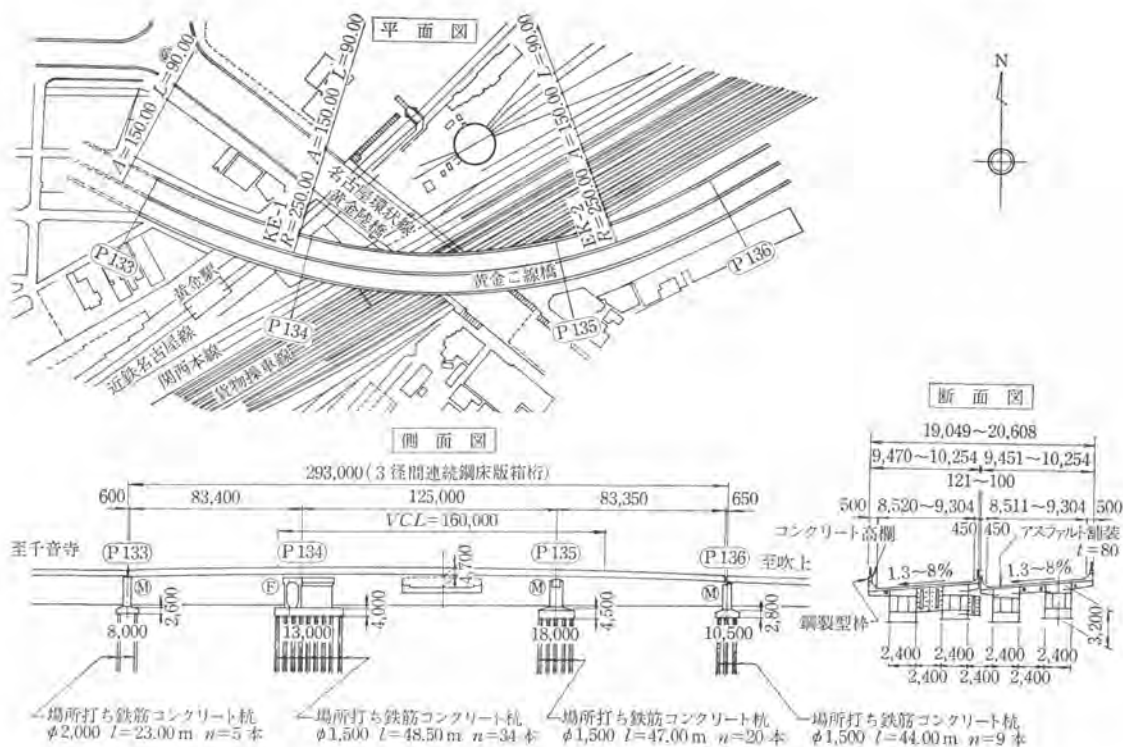 平面図
A=150.00 L=90.00
KE-1 A=150.00 L=90.00
R=250.00
EK-2 A=150.00 L=90.00
R=250.00
N
名古屋環状線
黄金陸橋
黄金こ線橋
P133
P134
P135
P136
黄金駅
近鉄名古屋線
関西本線
貨物操車線
側面図
293,000(3径間連続鋼床版箱桁)
600 83,400 125,000 83,350 650
VCL=160,000
至千音寺 P133 P134 P135 P136 至吹上
4,700
M F M M
2,600 4,000 4,500 2,800
8,000 13,000 18,000 10,500
場所打ち鉄筋コンクリート杭
φ2,000 l=23.00m n=5本
場所打ち鉄筋コンクリート杭
φ1,500 l=48.50m n=34本
場所打ち鉄筋コンクリート杭
φ1,500 l=47.00m n=20本
場所打ち鉄筋コンクリート杭
φ1,500 l=44.00m n=9本
断面図
19,049～20,608
9,470～10,254 9,451～10,254
121～100
500 8,520～9,304 8,511～9,304 500
コンクリート高欄 450 450 アスファルト舗装
t=80
1.3～8% 1.3～8%
鋼製型枠
3,200
2,400 2,400 2,400 2,400
2,400 2,400 2,400